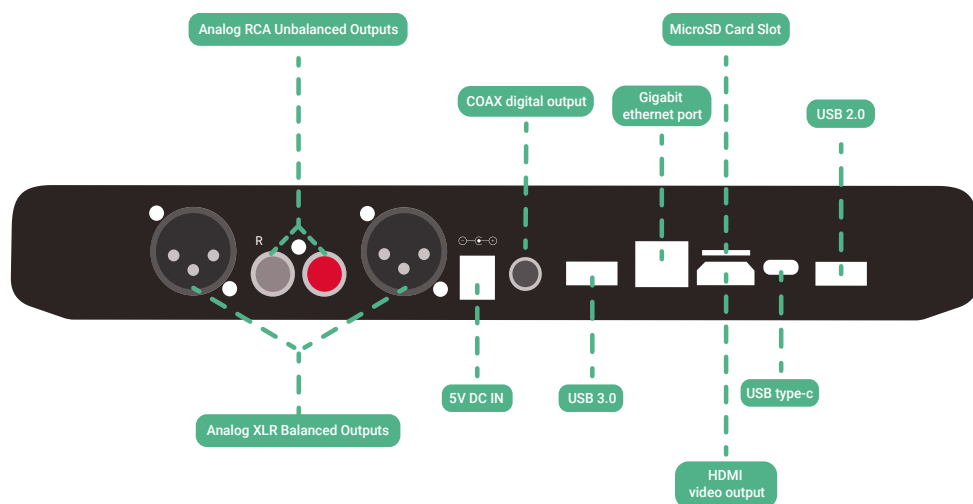 Analog RCA Unbalanced Outputs
MicroSD Card Slot
COAX digital output
Gigabit
ethernet port
USB 2.0
R
5V DC IN
USB 3.0
USB type-c
Analog XLR Balanced Outputs
HDMI
video output